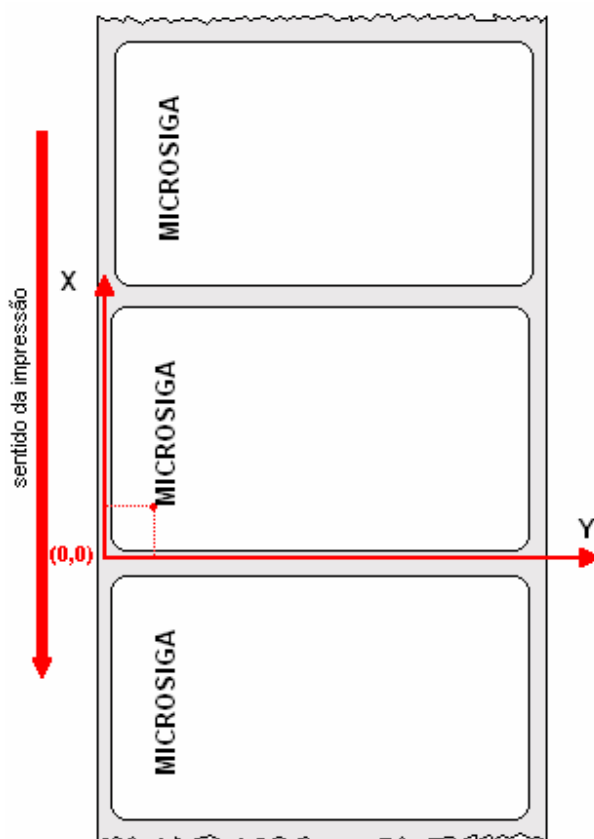 MICROSIGA
X
sentido da impressão
MICROSIGA
Y
(0,0)
MICROSIGA